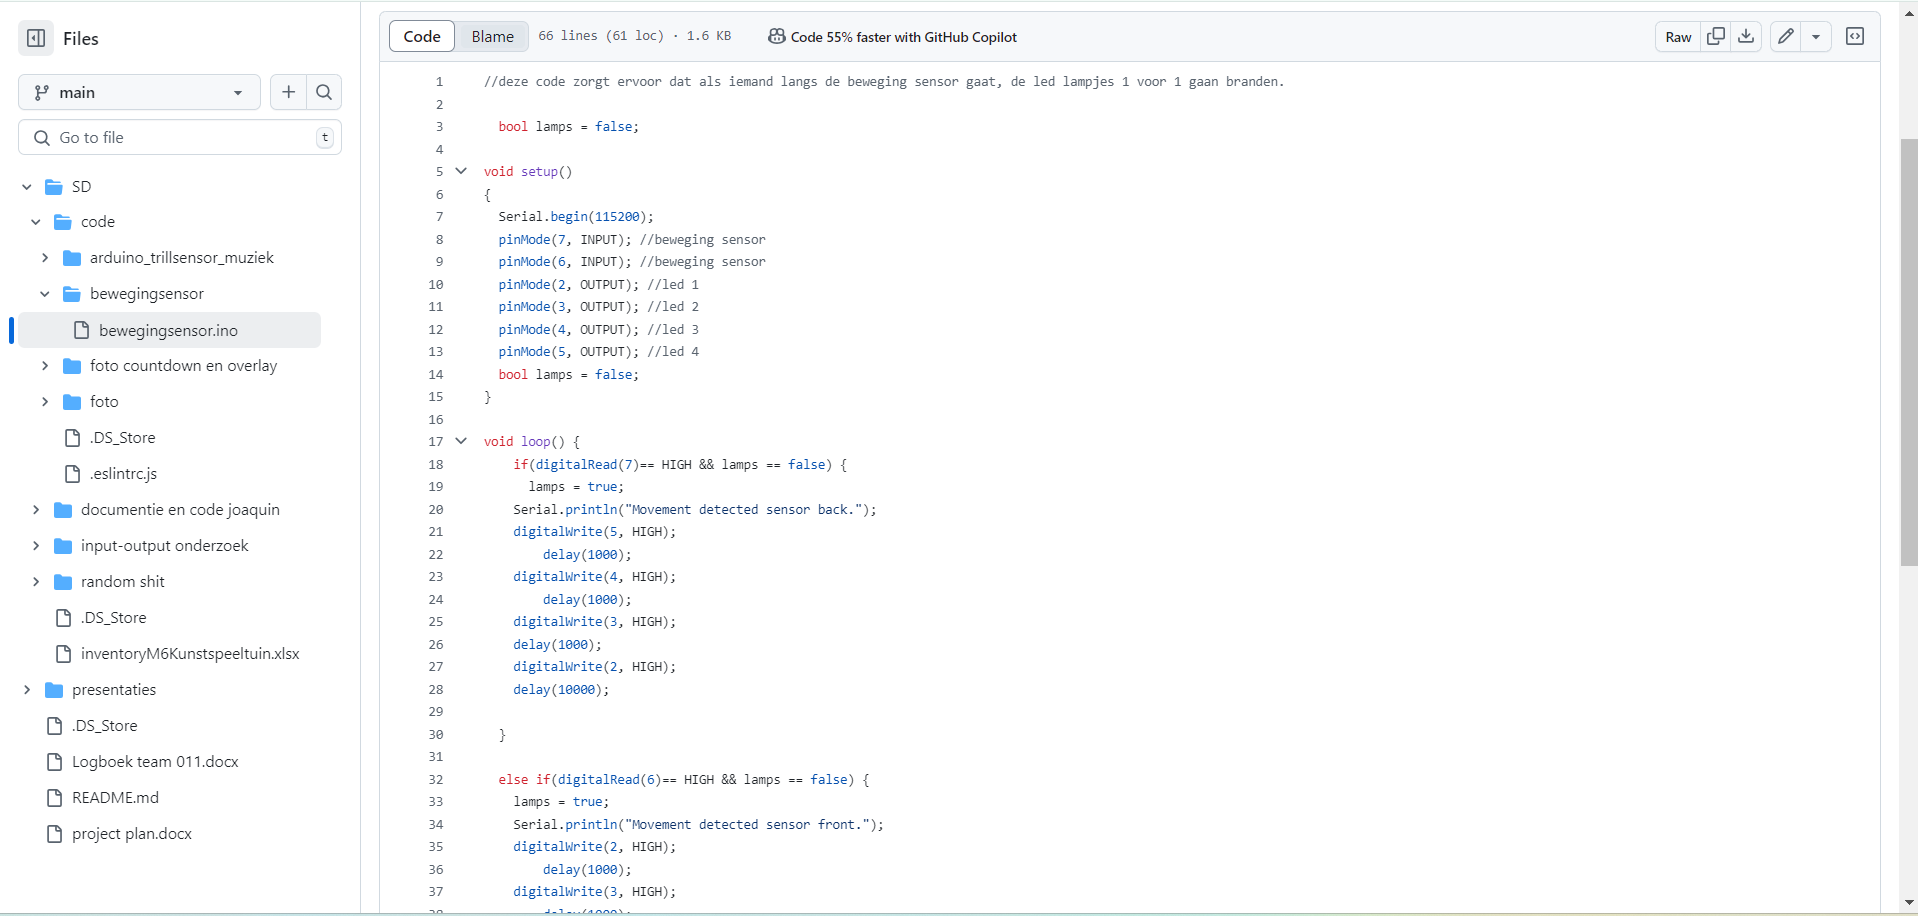 Files
main
Go to file
t
SD
code
arduino_trillsensor_muziek
bewegingsensor
bewegingsensor.ino
foto countdown en overlay
foto
.DS_Store
.eslintrc.js
documentie en code joaquin
input-output onderzoek
random shit
.DS_Store
inventoryM6Kunstspeeltuin.xlsx
presentaties
.DS_Store
Logboek team 011.docx
README.md
project plan.docx
Code Blame 66 lines (61 loc) · 1.6 KB Code 55% faster with GitHub Copilot Raw
1 //deze code zorgt ervoor dat als iemand langs de beweging sensor gaat, de led lampjes 1 voor 1 gaan branden.
2
3 bool lamps = false;
4
5 void setup()
6 {
7 Serial.begin(115200);
8 pinMode(7, INPUT); //beweging sensor
9 pinMode(6, INPUT); //beweging sensor
10 pinMode(2, OUTPUT); //led 1
11 pinMode(3, OUTPUT); //led 2
12 pinMode(4, OUTPUT); //led 3
13 pinMode(5, OUTPUT); //led 4
14 bool lamps = false;
15 }
16
17 void loop() {
18 if(digitalRead(7)== HIGH && lamps == false) {
19 lamps = true;
20 Serial.println("Movement detected sensor back.");
21 digitalWrite(5, HIGH);
22 delay(1000);
23 digitalWrite(4, HIGH);
24 delay(1000);
25 digitalWrite(3, HIGH);
26 delay(1000);
27 digitalWrite(2, HIGH);
28 delay(10000);
29
30 }
31
32 else if(digitalRead(6)== HIGH && lamps == false) {
33 lamps = true;
34 Serial.println("Movement detected sensor front.");
35 digitalWrite(2, HIGH);
36 delay(1000);
37 digitalWrite(3, HIGH);
38 delay(1000);